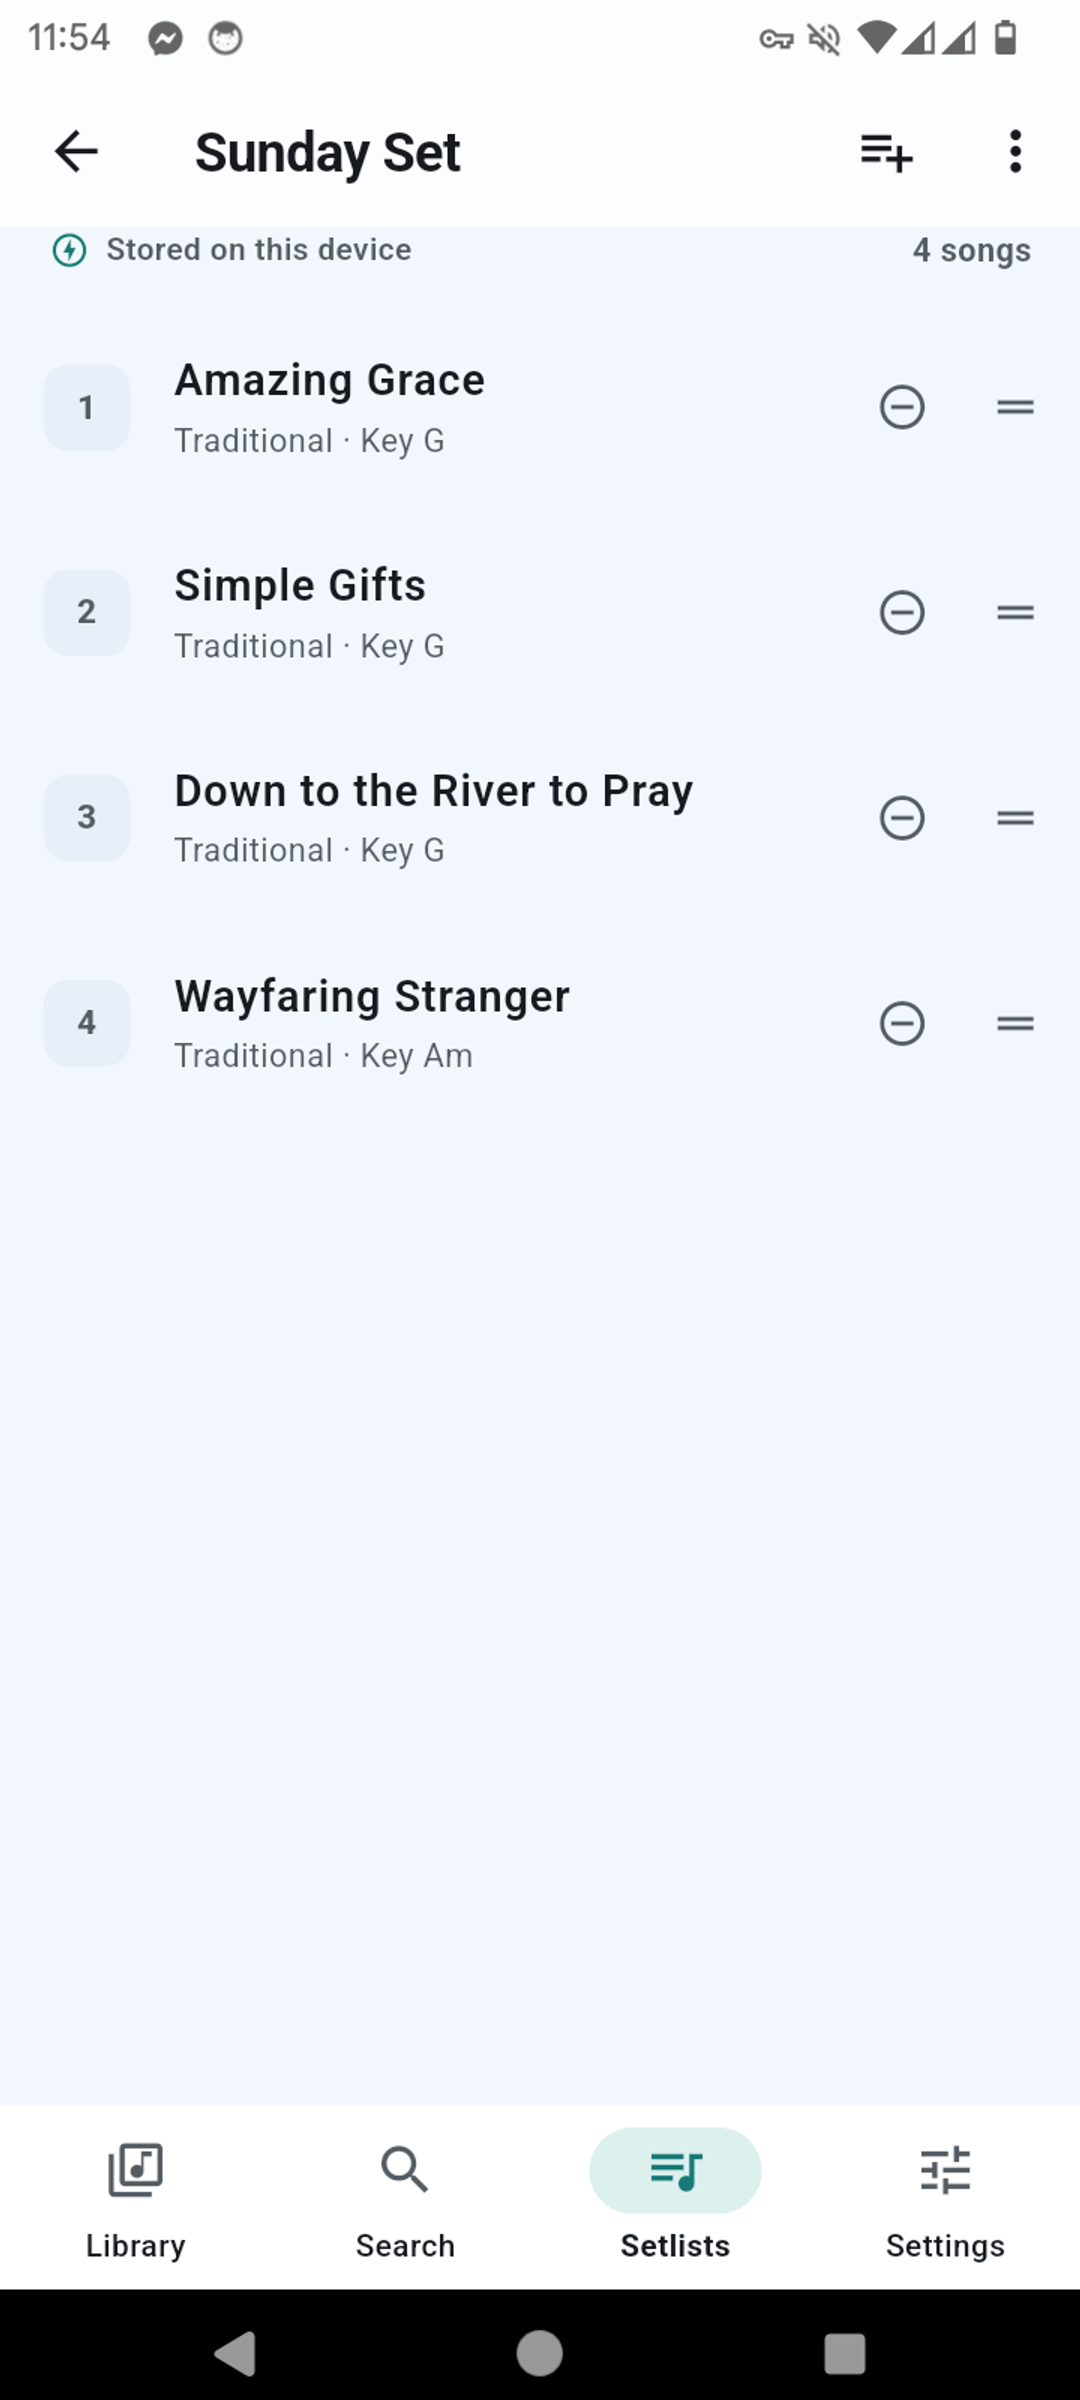 11:54
Sunday Set
Stored on this device
4 songs
1
Amazing Grace
Traditional · Key G
2
Simple Gifts
Traditional · Key G
3
Down to the River to Pray
Traditional · Key G
4
Wayfaring Stranger
Traditional · Key Am
Library
Search
Setlists
Settings